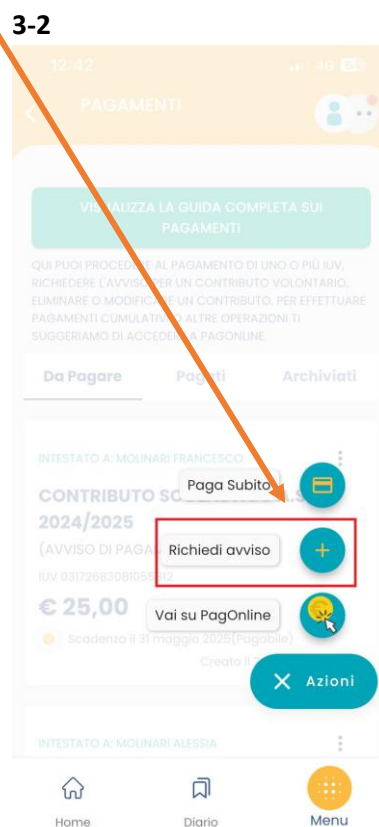 3-2
12:42
4G
PAGAMENTI
VISUALIZZA LA GUIDA COMPLETA SUI
PAGAMENTI
QUI PUOI PROCEDERE AL PAGAMENTO DI UNO O PIÙ IUV,
RICHIEDERE L'AVVISO PER UN CONTRIBUTO VOLONTARIO,
ELIMINARE O MODIFICARE UN CONTRIBUTO. PER EFFETTUARE
PAGAMENTI CUMULATIVI O ALTRE OPERAZIONI TI
SUGGERIAMO DI ACCEDERE A PAGONLINE.
Da Pagare Pagati Archiviati
INTESTATO A: MOLINARI FRANCESCO
Paga Subito
CONTRIBUTO A.S.
2024/2025
(AVVISO DI
Richiedi avviso
IUV
€ 25,00
Vai su PagOnline
Scadenza il 31 maggio 2025(Pagabile)
Creato il
Azioni
INTESTATO A: MOLINARI ALESSIA
Home Diario Menu